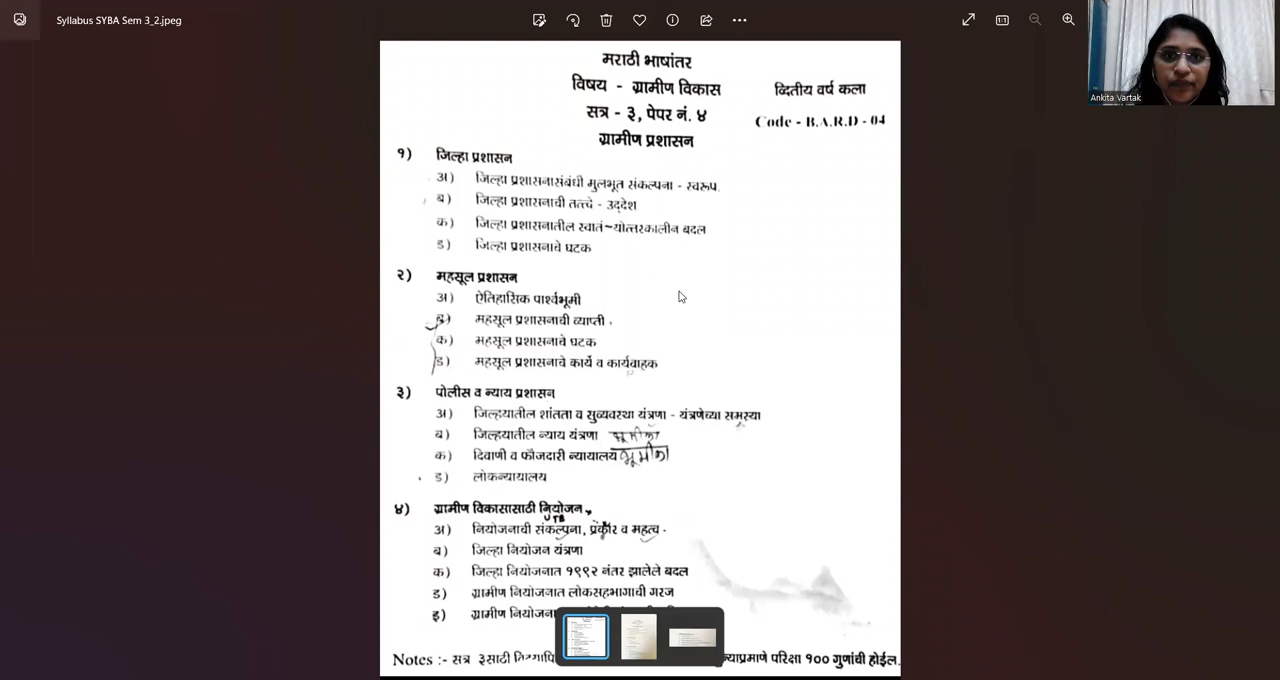 Syllabus SYBA Sem 3_2.jpeg
Ankita Vartak
मराठी भाषांतर
विषय - ग्रामीण विकास
द्वितीय वर्ष कला
सत्र - ३, पेपर नं. ४
Code - B.A.R.D - 04
ग्रामीण प्रशासन
१) जिल्हा प्रशासन
अ) जिल्हा प्रशासनासंबंधी मुलभूत संकल्पना - स्वरूप.
ब) जिल्हा प्रशासनाची तत्त्वे - उद्देश
क) जिल्हा प्रशासनातील स्वातं~योत्तरकालीन बदल
ड) जिल्हा प्रशासनाचे घटक
२) महसूल प्रशासन
अ) ऐतिहासिक पार्श्वभूमी
ब) महसूल प्रशासनाची व्याप्ती .
क) महसूल प्रशासनाचे घटक
ड) महसूल प्रशासनाचे कार्ये व कार्यवाहक
३) पोलीस व न्याय प्रशासन
अ) जिल्हयातील शांतता व सुव्यवस्था यंत्रणा - यंत्रणेच्या समस्या
ब) जिल्हयातील न्याय यंत्रणा भूमीका
क) दिवाणी व फौजदारी न्यायालय भूमीका
ड) लोकन्यायालय
४) ग्रामीण विकासासाठी नियोजन
अ) नियोजनाची संकल्पना, प्रकार व महत्व -
ब) जिल्हा नियोजन यंत्रणा
क) जिल्हा नियोजनात १९९२ नंतर झालेले बदल
ड) ग्रामीण नियोजनात लोकसहभागाची गरज
इ) ग्रामीण
Notes :- सत्र ३साठी परिक्षा १०० गुणांची होईल.